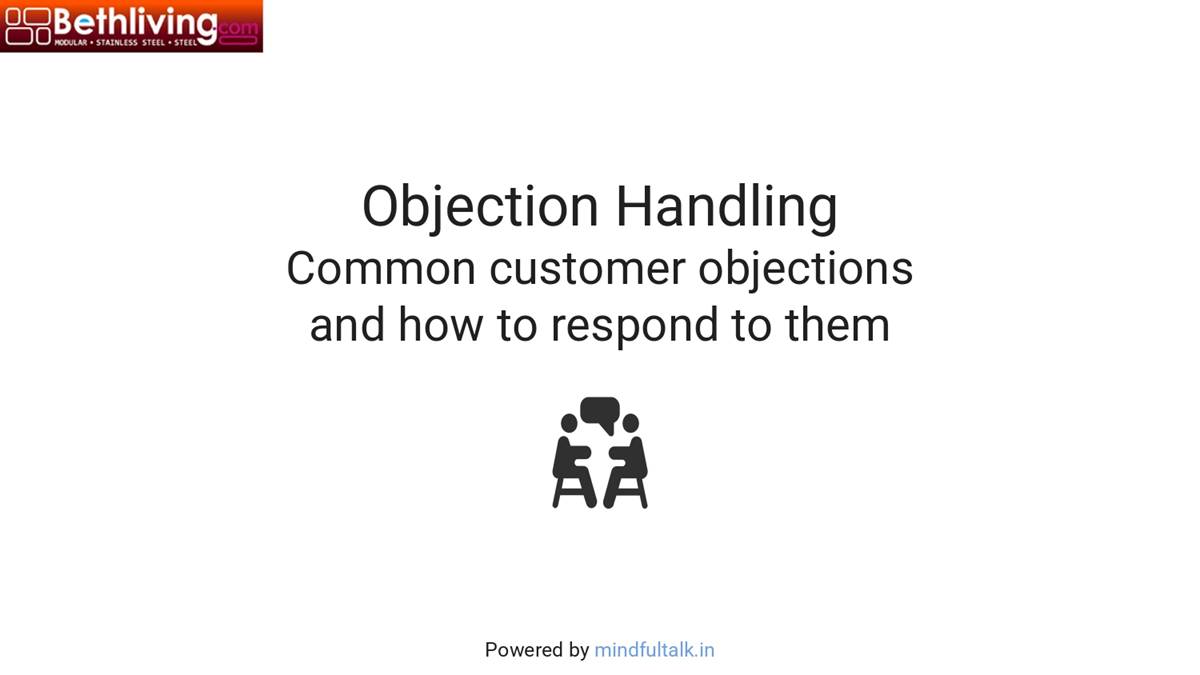 Bethliving.com
MODULAR • STAINLESS STEEL • STEEL
Objection Handling
Common customer objections
and how to respond to them
Powered by mindfultalk.in